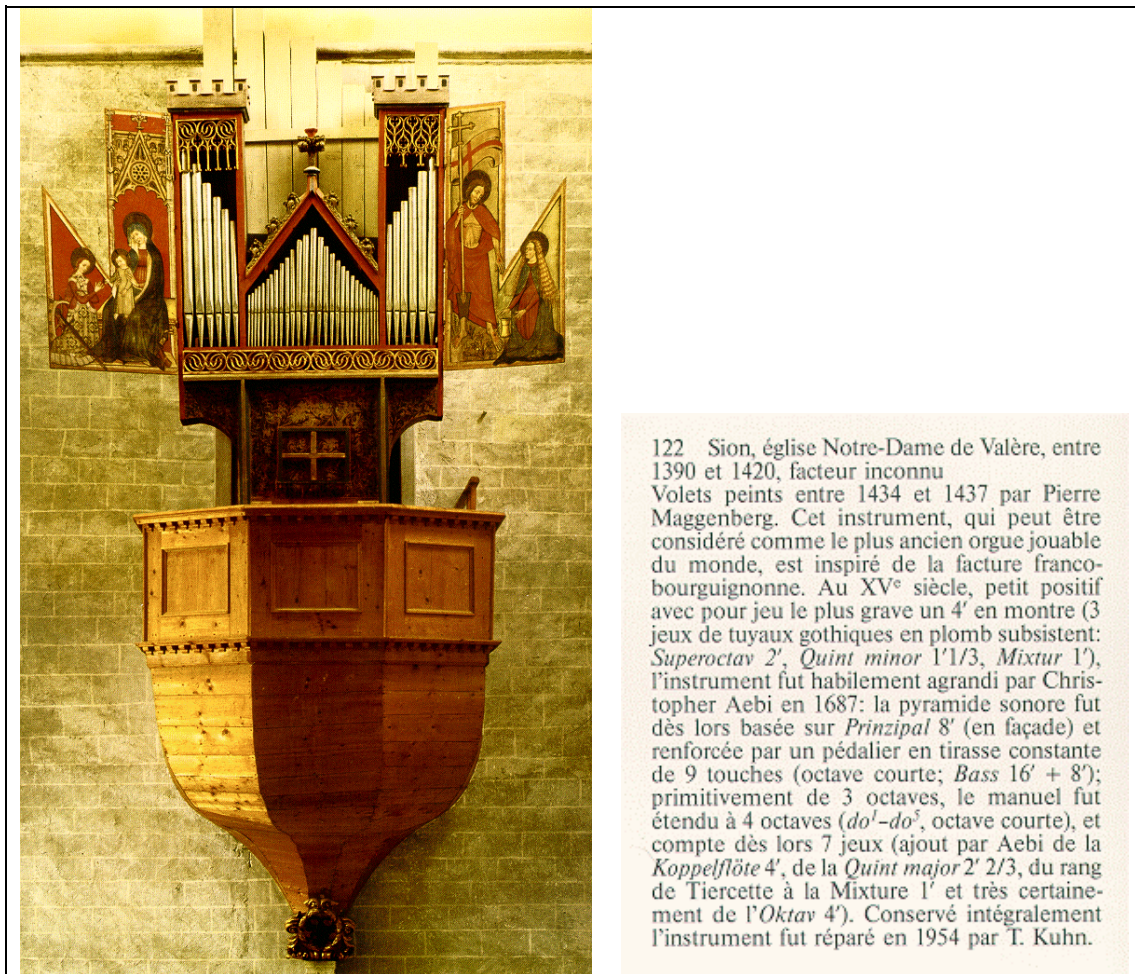 122 Sion, église Notre-Dame de Valère, entre
1390 et 1420, facteur inconnu
Volets peints entre 1434 et 1437 par Pierre
Maggenberg. Cet instrument, qui peut être
considéré comme le plus ancien orgue jouable
du monde, est inspiré de la facture franco-
bourguignonne. Au XVe siècle, petit positif
avec pour jeu le plus grave un 4′ en montre (3
jeux de tuyaux gothiques en plomb subsistent:
Superoctav 2′, Quint minor 1′1/3, Mixtur 1′),
l'instrument fut habilement agrandi par Chris-
topher Aebi en 1687: la pyramide sonore fut
dès lors basée sur Prinzipal 8′ (en façade) et
renforcée par un pédalier en tirasse constante
de 9 touches (octave courte; Bass 16′ + 8′);
primitivement de 3 octaves, le manuel fut
étendu à 4 octaves (do1–do5, octave courte), et
compte dès lors 7 jeux (ajout par Aebi de la
Koppelflöte 4′, de la Quint major 2′ 2/3, du rang
de Tiercette à la Mixture 1′ et très certaine-
ment de l'Oktav 4′). Conservé intégralement
l'instrument fut réparé en 1954 par T. Kuhn.